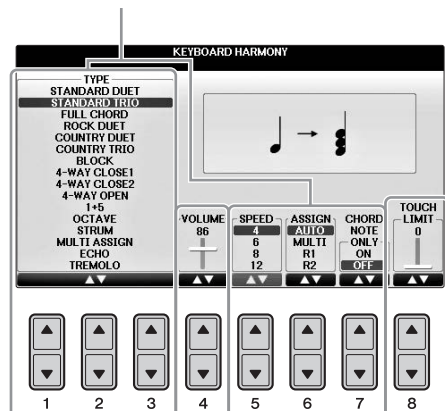 KEYBOARD HARMONY
TYPE
STANDARD DUET
STANDARD TRIO
FULL CHORD
ROCK DUET
COUNTRY DUET
COUNTRY TRIO
BLOCK
4-WAY CLOSE1
4-WAY CLOSE2
4-WAY OPEN
1+5
OCTAVE
STRUM
MULTI ASSIGN
ECHO
TREMOLO
VOLUME
86
SPEED
4
6
8
12
ASSIGN
AUTO
MULTI
R1
R2
CHORD
NOTE
ONLY
ON
OFF
TOUCH
LIMIT
0
1 2 3 4 5 6 7 8